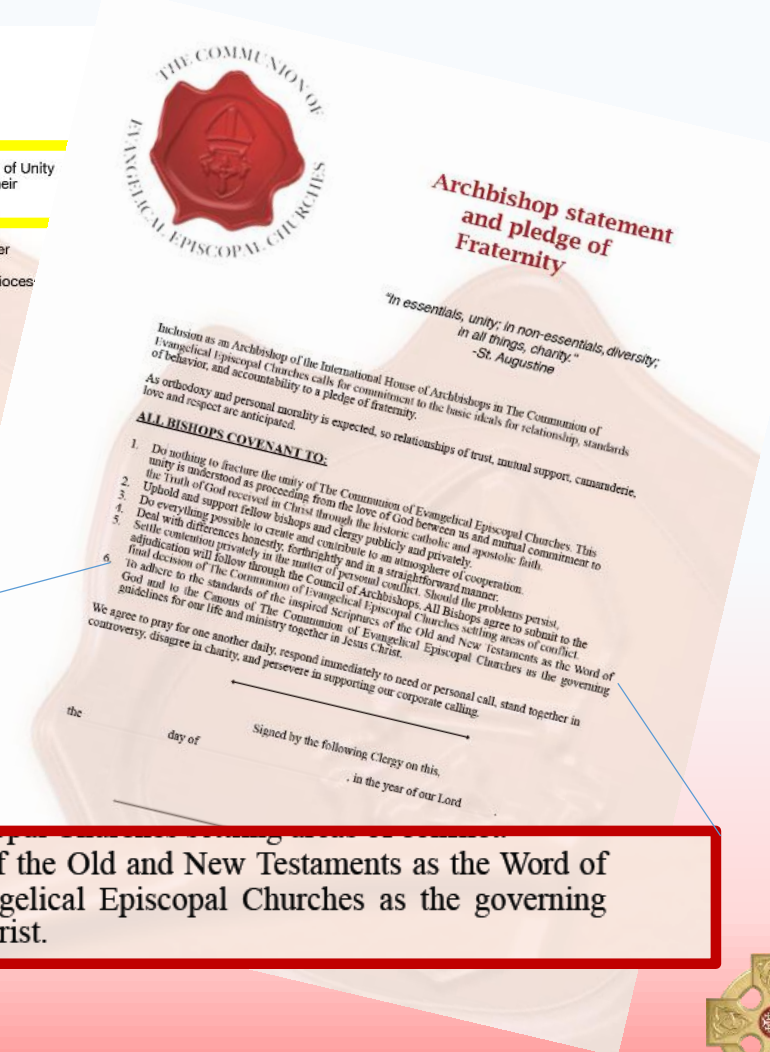 of Unity
eir
er
ioces
THE COMMUNION OF
EVANGELICAL EPISCOPAL CHURCHES
Archbishop statement
and pledge of
Fraternity
"In essentials, unity; in non-essentials, diversity;
in all things, charity."
-St. Augustine
Inclusion as an Archbishop of the International House of Archbishops in The Communion of
Evangelical Episcopal Churches calls for commitment to the basic ideals for relationship, standards
of behavior, and accountability to a pledge of fraternity.
As orthodoxy and personal morality is expected, so relationships of trust, mutual support, camaraderie,
love and respect are anticipated.
ALL BISHOPS COVENANT TO:
1. Do nothing to fracture the unity of The Communion of Evangelical Episcopal Churches. This
unity is understood as proceeding from the love of God between us and mutual commitment to
the Truth of God received in Christ through the historic catholic and apostolic faith.
2. Uphold and support fellow bishops and clergy publicly and privately.
3. Do everything possible to create and contribute to an atmosphere of cooperation.
4. Deal with differences honestly, forthrightly and in a straightforward manner.
5. Settle contention privately in the matter of personal conflict. Should the problems persist,
adjudication will follow through the Council of Archbishops. All Bishops agree to submit to the
final decision of The Communion of Evangelical Episcopal Churches settling areas of conflict.
6. To adhere to the standards of the inspired Scriptures of the Old and New Testaments as the Word of
God and to the Canons of The Communion of Evangelical Episcopal Churches as the governing
guidelines for our life and ministry together in Jesus Christ.
We agree to pray for one another daily, respond immediately to need or personal call, stand together in
controversy, disagree in charity, and persevere in supporting our corporate calling.
Signed by the following Clergy on this,
the day of , in the year of our Lord .
pal Churches settling areas of conflict.
f the Old and New Testaments as the Word of
gelical Episcopal Churches as the governing
rist.